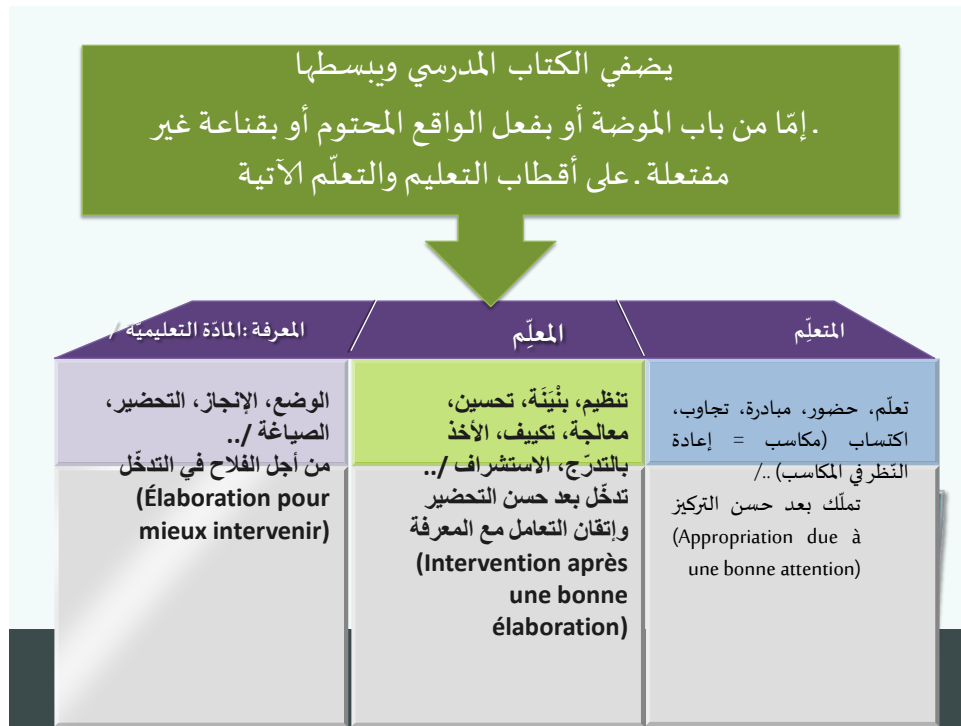 يضفي الكتاب المدرسي ويبسطها
.إمّا من باب الموضة أو بفعل الواقع المحتوم أو بقناعة غير
مفتعلة .على أقطاب التعليم والتعلّم الآتية
المتعلِّم
المعلِّم
المعرفة :المادّة التعليميّة /
تعلّم، حضور، مبادرة، تجاوب،
اكتساب (مكاسب = إعادة
النّظر في المكاسب) ../
تملّك بعد حسن التركيز
(Appropriation due à
une bonne attention)
تنظيم، بنْيَنَة، تحسين،
معالجة، تكييف، الأخذ
بالتدرّج، الاستشراف /..
تدخّل بعد حسن التحضير
وإتقان التعامل مع المعرفة
(Intervention après
une bonne
élaboration)
الوضع، الإنجاز، التحضير،
الصياغة /..
من أجل الفلاح في التدخّل
(Élaboration pour
mieux intervenir)